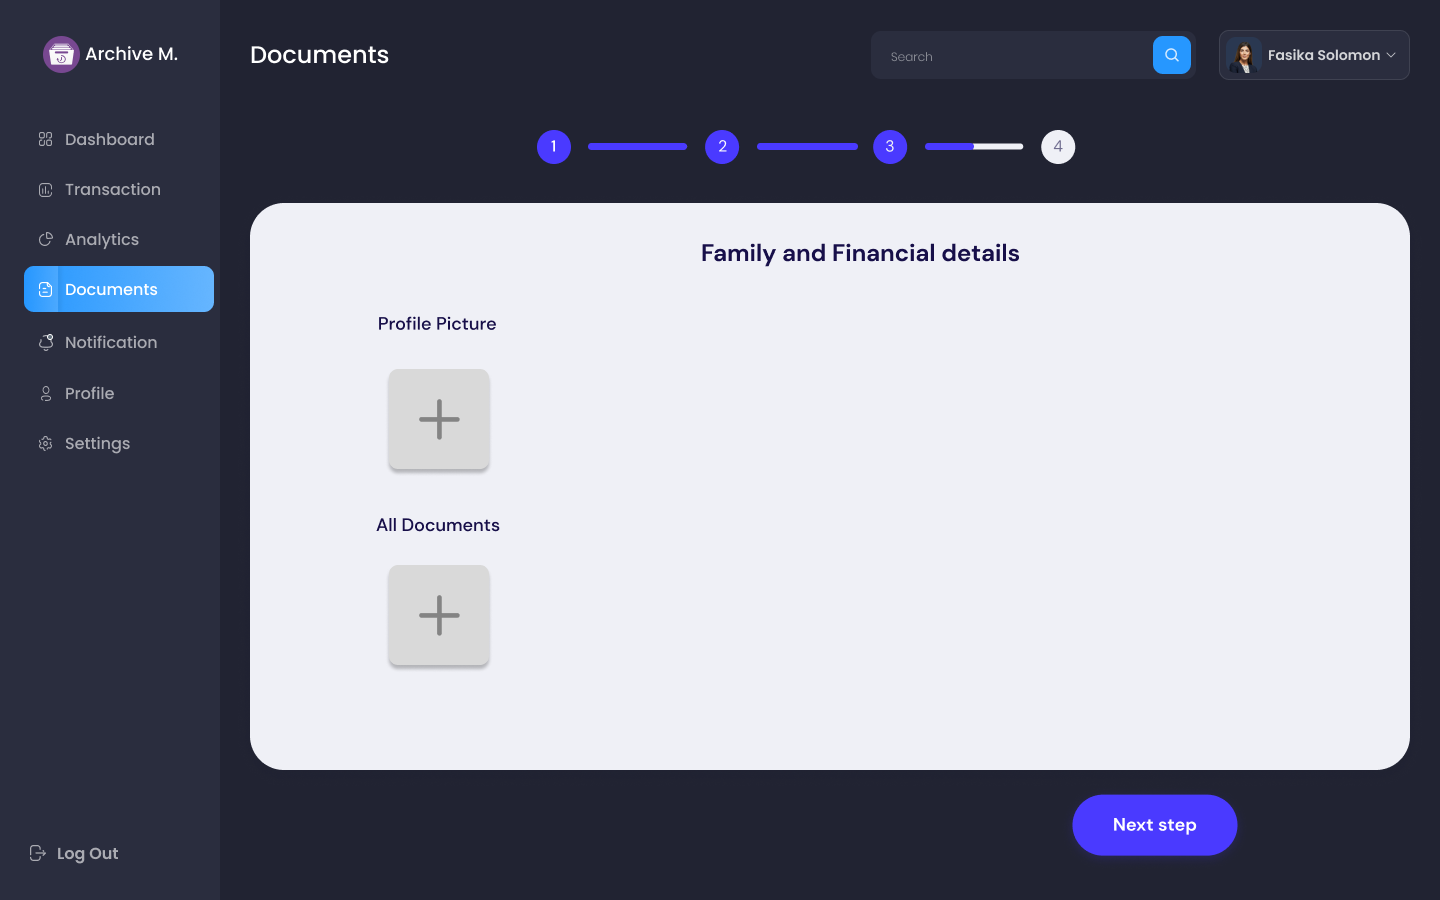 Archive M.
Documents
Search
Fasika Solomon
Dashboard
Transaction
Analytics
Documents
Notification
Profile
Settings
Log Out
1
2
3
4
Family and Financial details
Profile Picture
All Documents
Next step